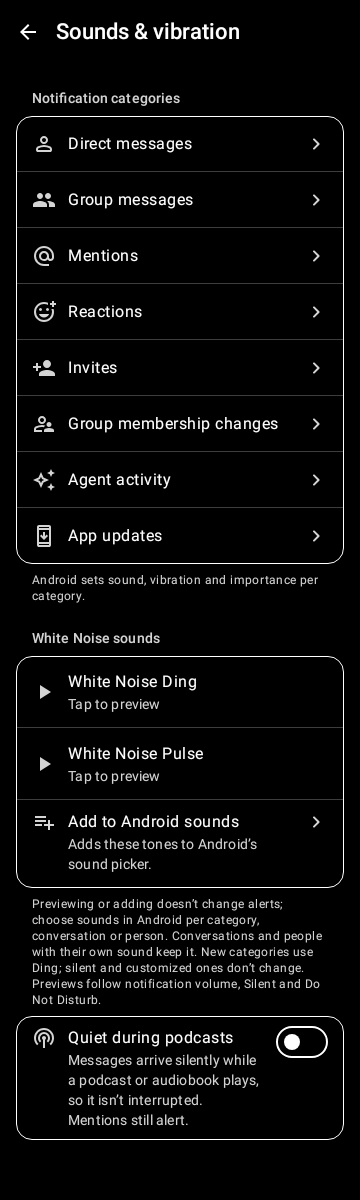 Sounds & vibration
Notification categories
Direct messages
Group messages
Mentions
Reactions
Invites
Group membership changes
Agent activity
App updates
Android sets sound, vibration and importance per
category.
White Noise sounds
White Noise Ding
Tap to preview
White Noise Pulse
Tap to preview
Add to Android sounds
Adds these tones to Android’s
sound picker.
Previewing or adding doesn’t change alerts;
choose sounds in Android per category,
conversation or person. Conversations and people
with their own sound keep it. New categories use
Ding; silent and customized ones don’t change.
Previews follow notification volume, Silent and Do
Not Disturb.
Quiet during podcasts
Messages arrive silently while
a podcast or audiobook plays,
so it isn’t interrupted.
Mentions still alert.